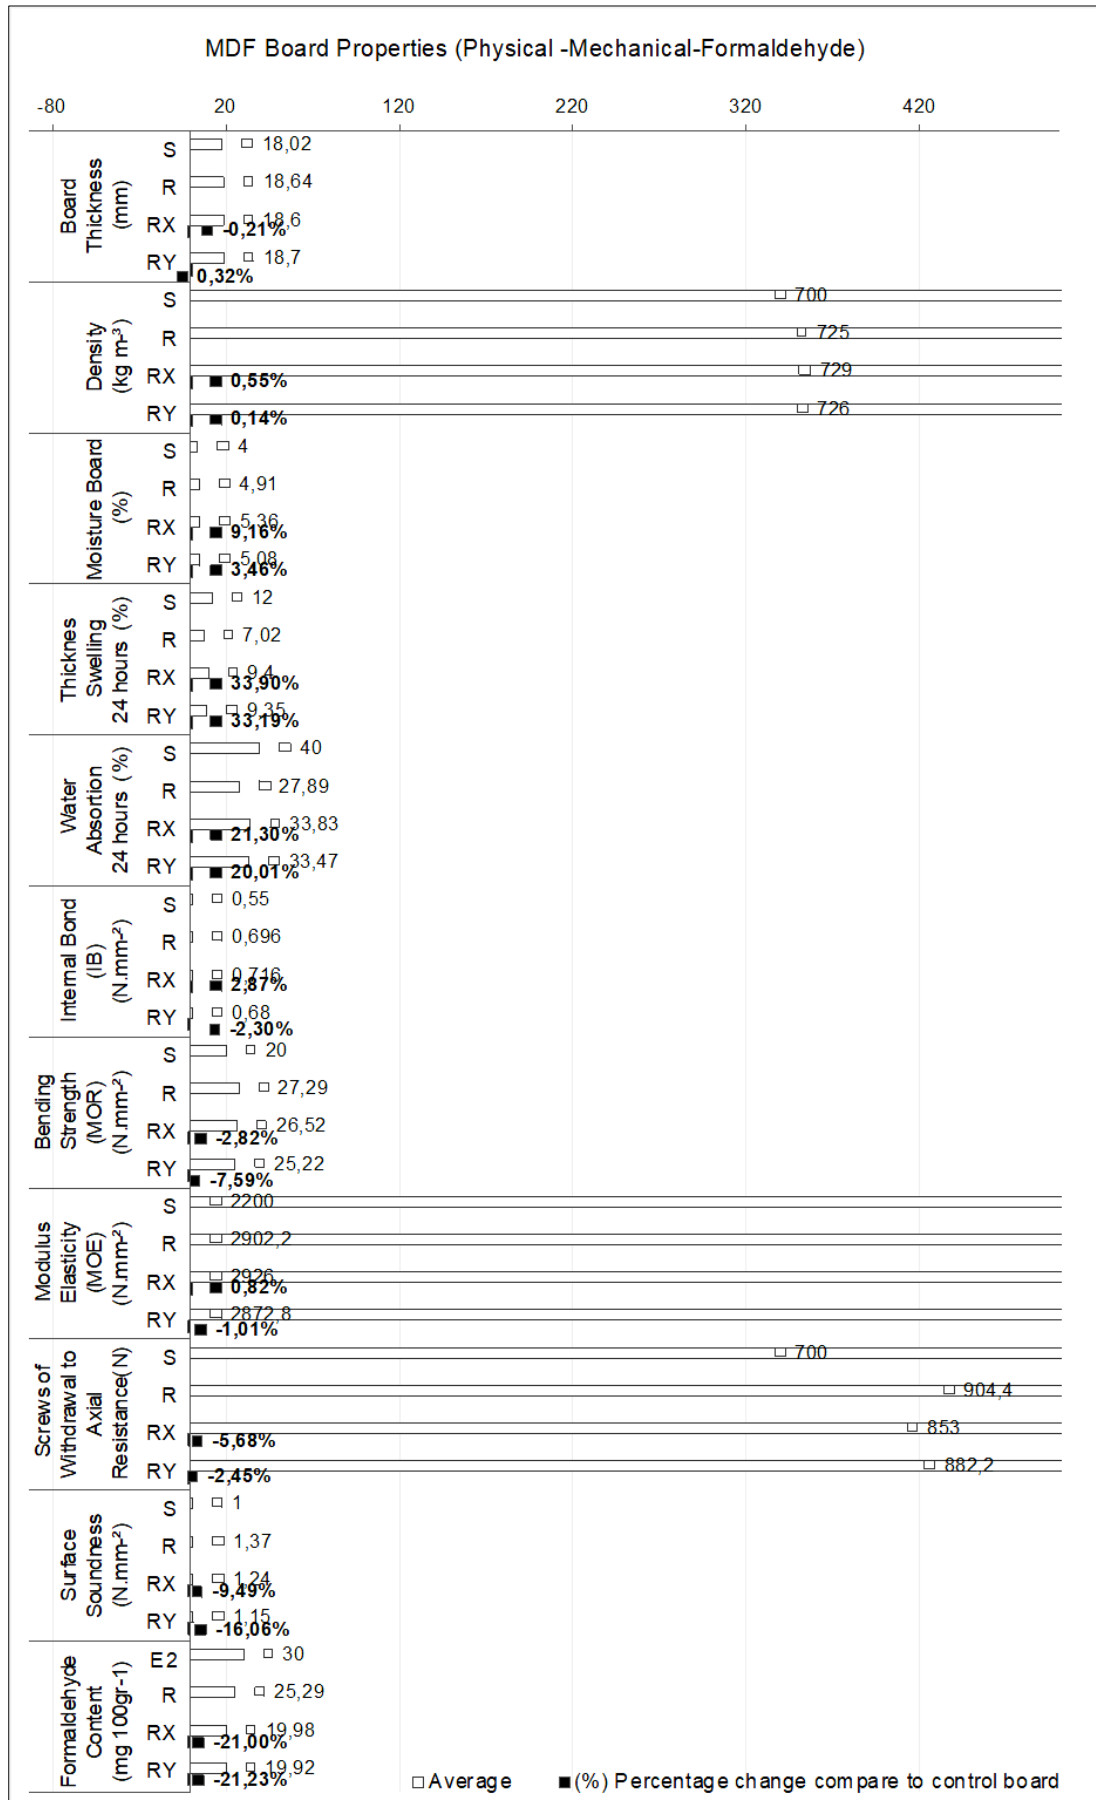 MDF Board Properties (Physical -Mechanical-Formaldehyde)
-80 20 120 220 320 420
Board
Thickness
(mm)
S 18,02
R 18,64
RX 18,6
-0,21%
RY 18,7
0,32%
Density
(kg m-³)
S 700
R 725
RX 729
0,55%
RY 726
0,14%
Moisture Board
(%)
S 4
R 4,91
RX 5,36
9,16%
RY 5,08
3,46%
Thicknes
Swelling
24 hours (%)
S 12
R 7,02
RX 9,4
33,90%
RY 9,35
33,19%
Water
Absortion
24 hours (%)
S 40
R 27,89
RX 33,83
21,30%
RY 33,47
20,01%
Internal Bond
(IB)
(N.mm-²)
S 0,55
R 0,696
RX 0,716
2,87%
RY 0,68
-2,30%
Bending
Strength
(MOR)
(N.mm-²)
S 20
R 27,29
RX 26,52
-2,82%
RY 25,22
-7,59%
Modulus
Elasticity
(MOE)
(N.mm-²)
S 2200
R 2902,2
RX 2926
0,82%
RY 2872,8
-1,01%
Screws of
Withdrawal to
Axial
Resistance(N)
S 700
R 904,4
RX 853
-5,68%
RY 882,2
-2,45%
Surface
Soundness
(N.mm-²)
S 1
R 1,37
RX 1,24
-9,49%
RY 1,15
-16,06%
Formaldehyde
Content
(mg 100gr-1)
E2 30
R 25,29
RX 19,98
-21,00%
RY 19,92
-21,23%
Average (%) Percentage change compare to control board